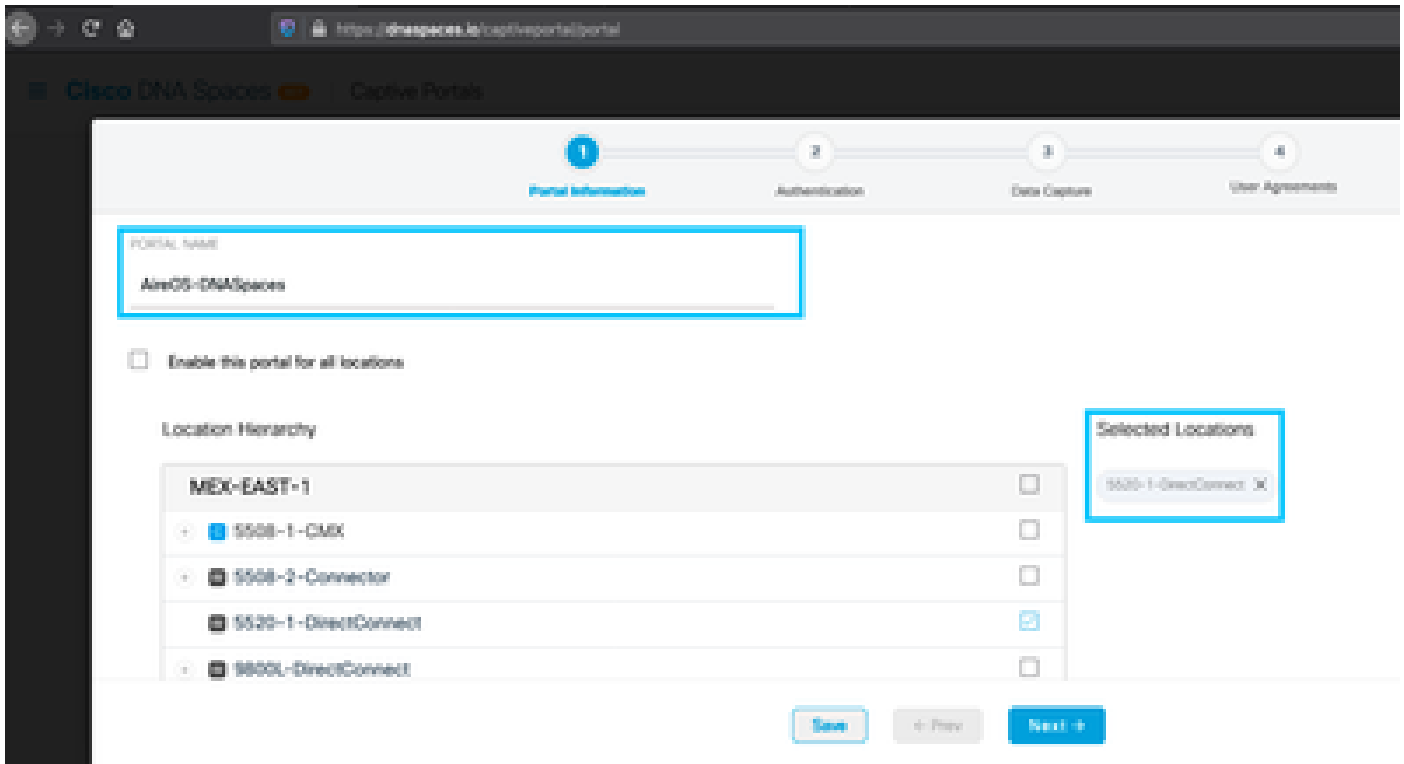 https://dnaspaces.io/captiveportal/portal
Cisco DNA Spaces Captive Portals
1 2 3 4
Portal Information Authentication Data Capture User Agreements
PORTAL NAME
AireOS-DNASpaces
Enable this portal for all locations
Location Hierarchy Selected Locations
MEX-EAST-1
5520-1-DirectConnect X
5508-1-CMX
5508-2-Connector
5520-1-DirectConnect
9800L-DirectConnect
Save ← Prev Next →